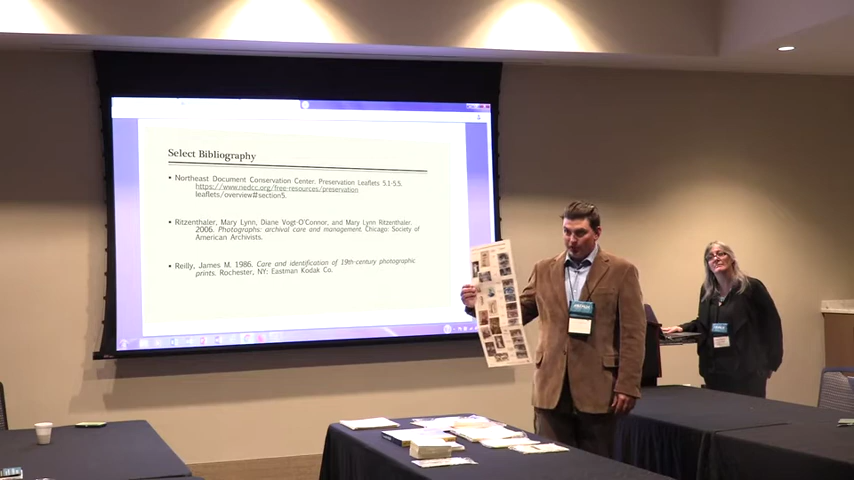 Select Bibliography
▪ Northeast Document Conservation Center. Preservation Leaflets 5.1-5.5.
https://www.nedcc.org/free-resources/preservation
leaflets/overview#section5.
▪ Ritzenthaler, Mary Lynn, Diane Vogt-O'Connor, and Mary Lynn Ritzenthaler.
2006. Photographs: archival care and management. Chicago: Society of
American Archivists.
▪ Reilly, James M. 1986. Care and identification of 19th-century photographic
prints. Rochester, NY: Eastman Kodak Co.